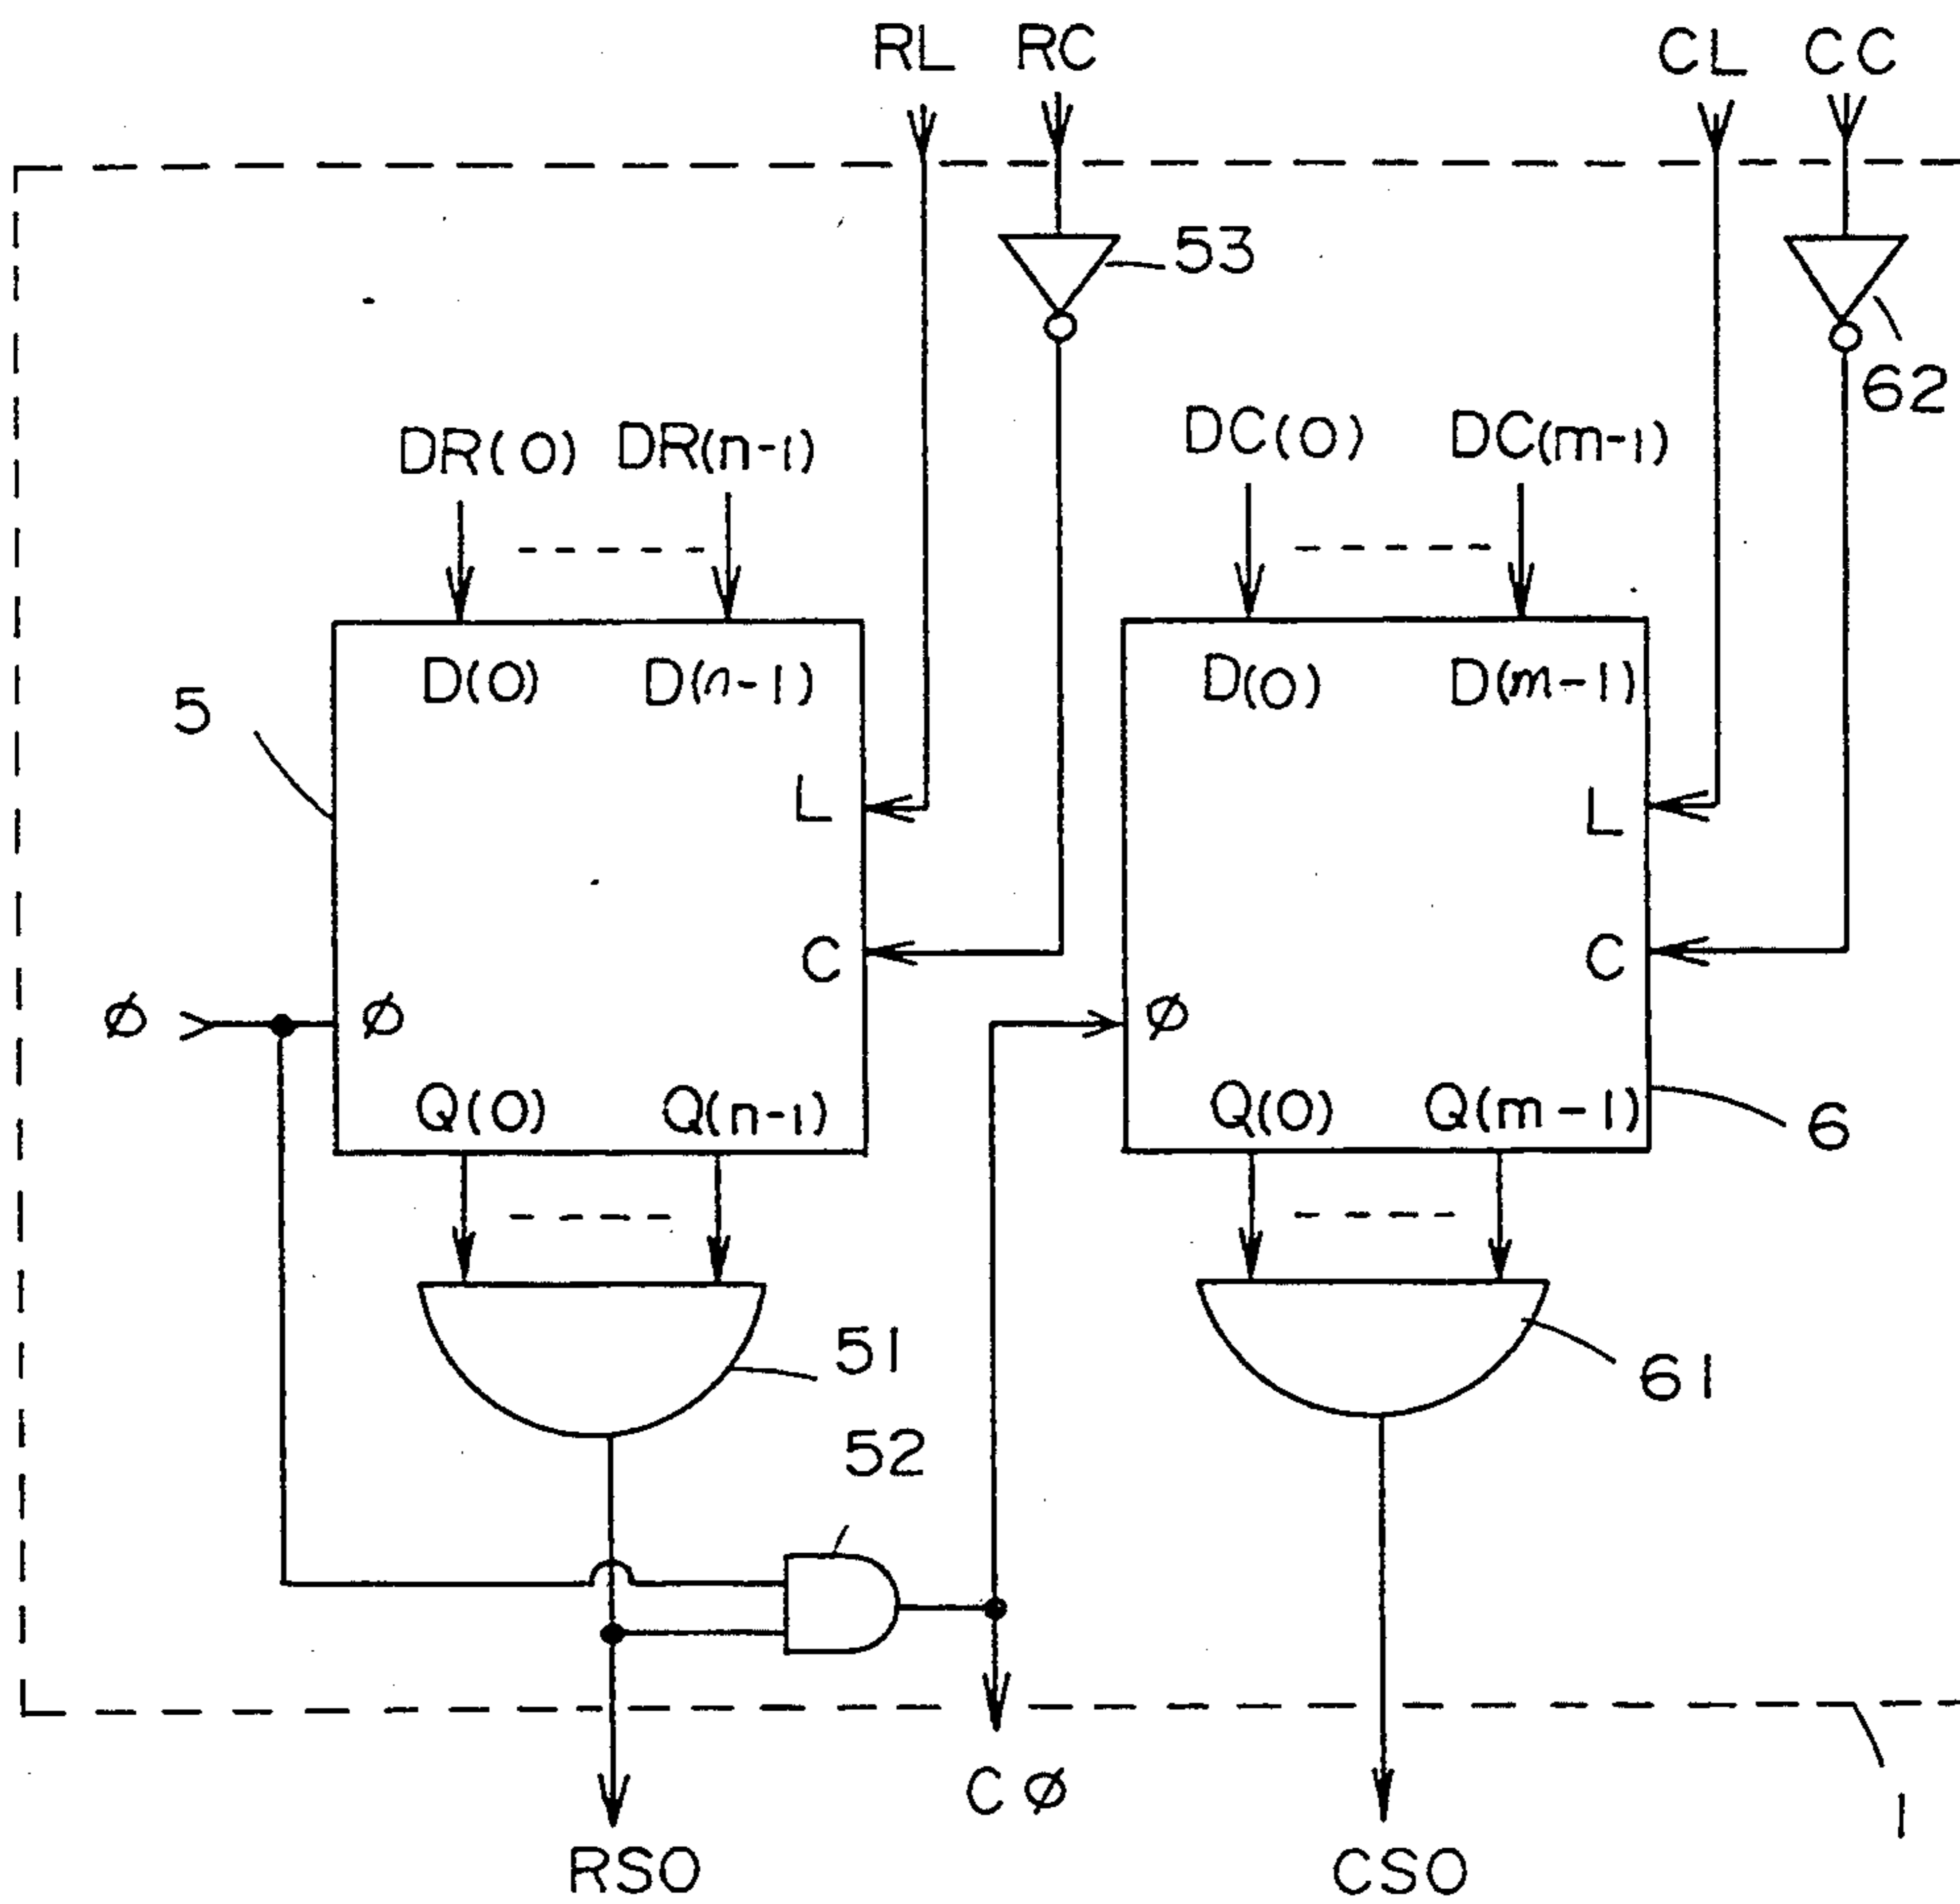 RL RC CL CC
53
62
DR(0) DR(n-1) DC(0) DC(m-1)
D(0) D(n-1) D(0) D(m-1)
5
L L
C C
Ø Ø Ø
Q(0) Q(n-1) Q(0) Q(m-1)
6
51
61
52
CØ
1
RSO CSO